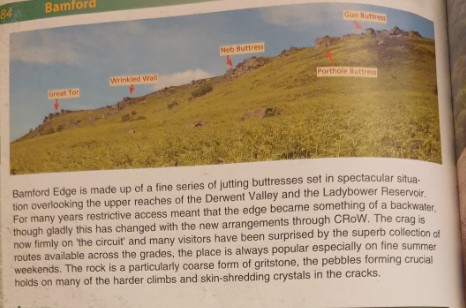 84 Bamford
Gun Buttress
Neb Buttress
Wrinkled Wall
Porthole Buttress
Great Tor
Bamford Edge is made up of a fine series of jutting buttresses set in spectacular situa-
tion overlooking the upper reaches of the Derwent Valley and the Ladybower Reservoir.
For many years restrictive access meant that the edge became something of a backwater,
though gladly this has changed with the new arrangements through CRoW. The crag is
now firmly on 'the circuit' and many visitors have been surprised by the superb collection of
routes available across the grades, the place is always popular especially on fine summer
weekends. The rock is a particularly coarse form of gritstone, the pebbles forming crucial
holds on many of the harder climbs and skin-shredding crystals in the cracks.